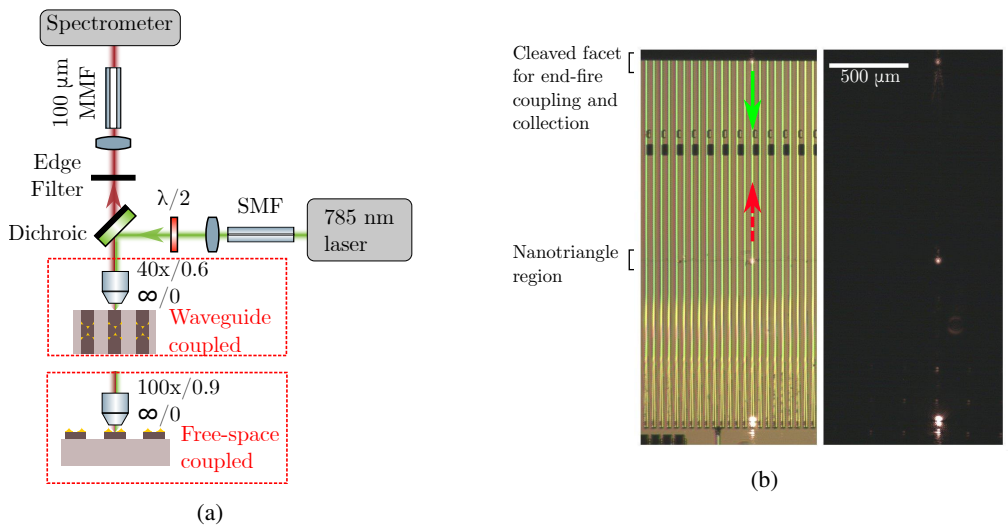 Spectrometer
100 µm
MMF
Edge
Filter
Dichroic
λ/2
SMF
785 nm
laser
40x/0.6
∞/0
Waveguide
coupled
100x/0.9
∞/0
Free-space
coupled
(a)
Cleaved facet
for end-fire
coupling and
collection
Nanotriangle
region
500 µm
(b)